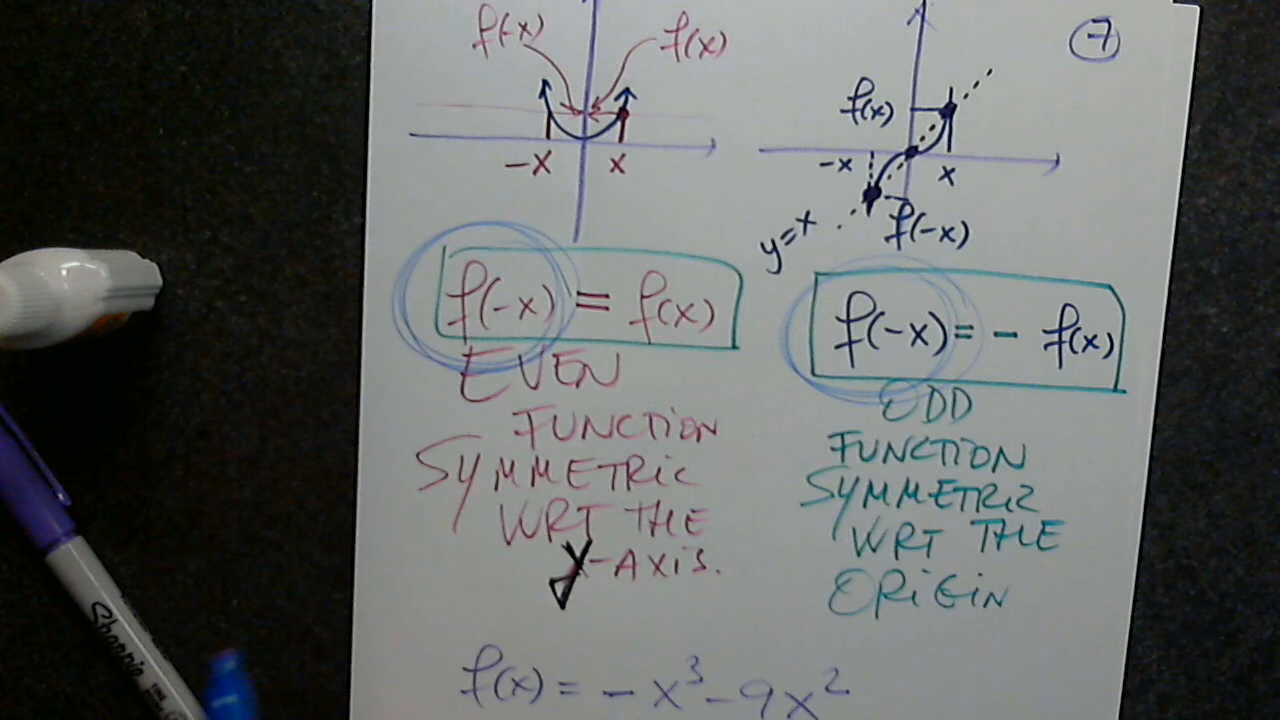 f(-x) f(x) 7
-x x
f(x)
-x x
f(-x)
y=x
f(-x) = f(x)
EVEN
FUNCTION
SYMMETRIC
WRT THE
Y-AXIS.
f(-x) = - f(x)
ODD
FUNCTION
SYMMETRIC
WRT THE
ORIGIN
f(x) = -x³-9x²
Sharpie